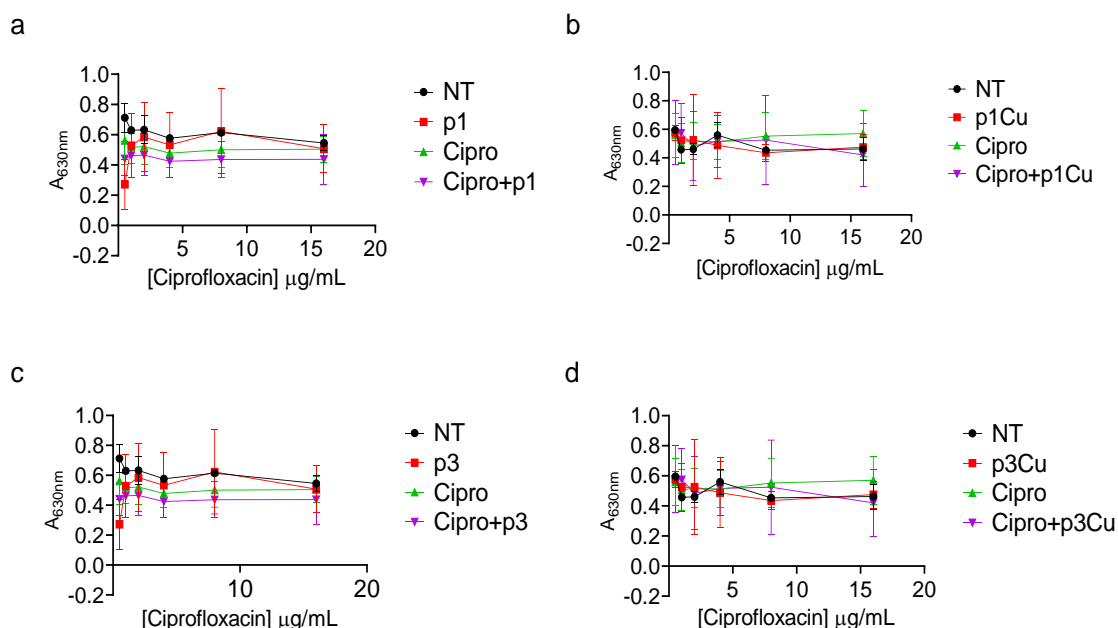 a
1.0
0.8
0.6
0.4
0.2
0.0
-0.2
A630nm
5
10
15
20
[Ciprofloxacin] μg/mL
NT
p1
Cipro
Cipro+p1
b
1.0
0.8
0.6
0.4
0.2
0.0
-0.2
A630nm
5
10
15
20
[Ciprofloxacin] μg/mL
NT
p1Cu
Cipro
Cipro+p1Cu
c
1.0
0.8
0.6
0.4
0.2
0.0
-0.2
A630nm
10
20
[Ciprofloxacin] μg/mL
NT
p3
Cipro
Cipro+p3
d
1.0
0.8
0.6
0.4
0.2
0.0
-0.2
A630nm
5
10
15
20
[Ciprofloxacin] μg/mL
NT
p3Cu
Cipro
Cipro+p3Cu